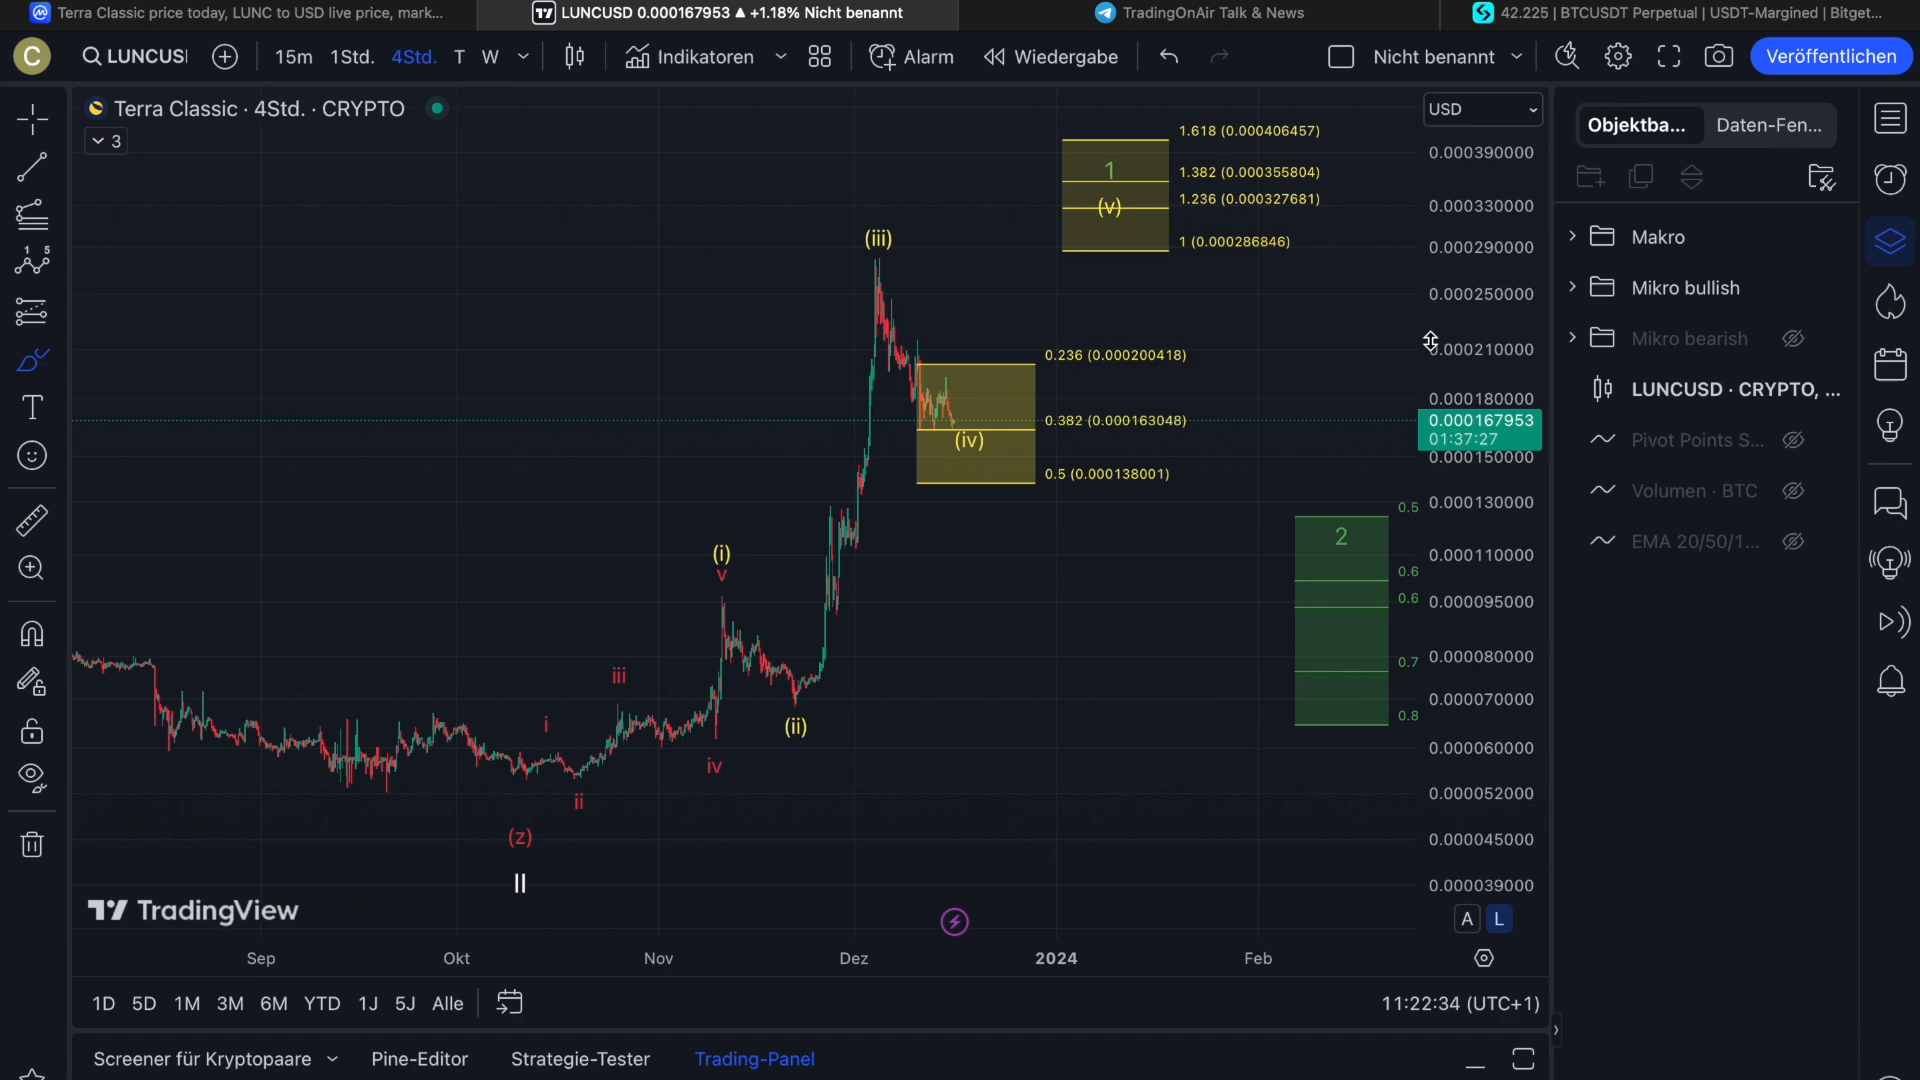 Terra Classic price today, LUNC to USD live price, mark...
LUNCUSD 0.000167953 ▲ +1.18% Nicht benannt
TradingOnAir Talk & News
42.225 | BTCUSDT Perpetual | USDT-Margined | Bitget...
C
LUNCUSI
15m
1Std.
4Std.
T
W
Indikatoren
Alarm
Wiedergabe
Nicht benannt
Veröffentlichen
Terra Classic · 4Std. · CRYPTO
3
USD
Objektba...
Daten-Fen...
Makro
Mikro bullish
Mikro bearish
LUNCUSD · CRYPTO, ...
Pivot Points S...
Volumen · BTC
EMA 20/50/1...
1.618 (0.000406457)
1
1.382 (0.000355804)
1.236 (0.000327681)
(v)
1 (0.000286846)
(iii)
0.236 (0.000200418)
0.382 (0.000163048)
(iv)
0.5 (0.000138001)
0.5
2
0.6
0.6
0.7
0.8
(i)
v
(ii)
iii
i
iv
ii
(z)
II
0.000390000
0.000330000
0.000290000
0.000250000
0.000210000
0.000180000
0.000167953
01:37:27
0.000150000
0.000130000
0.000110000
0.000095000
0.000080000
0.000070000
0.000060000
0.000052000
0.000045000
0.000039000
A
L
TradingView
Sep
Okt
Nov
Dez
2024
Feb
1D
5D
1M
3M
6M
YTD
1J
5J
Alle
11:22:34 (UTC+1)
Screener für Kryptopaare
Pine-Editor
Strategie-Tester
Trading-Panel